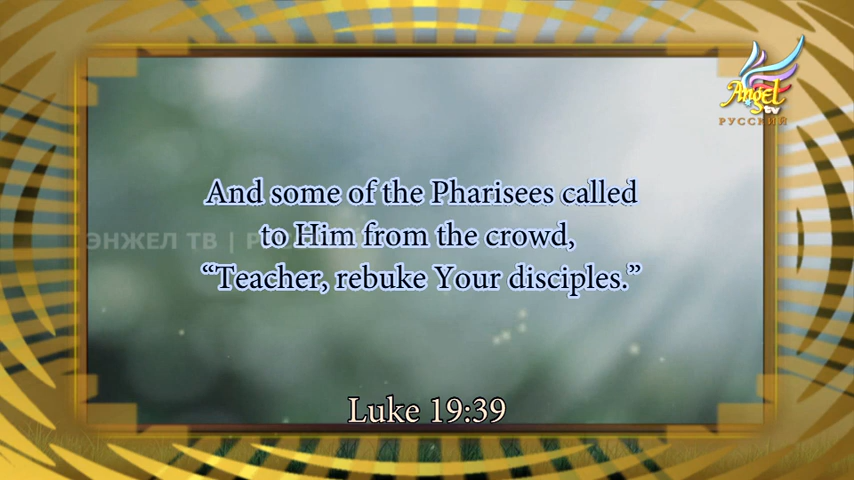 Angel
tv
РУССКИЙ
And some of the Pharisees called
ЭНЖЕЛ ТВ | Р
to Him from the crowd,
“Teacher, rebuke Your disciples.”
Luke 19:39